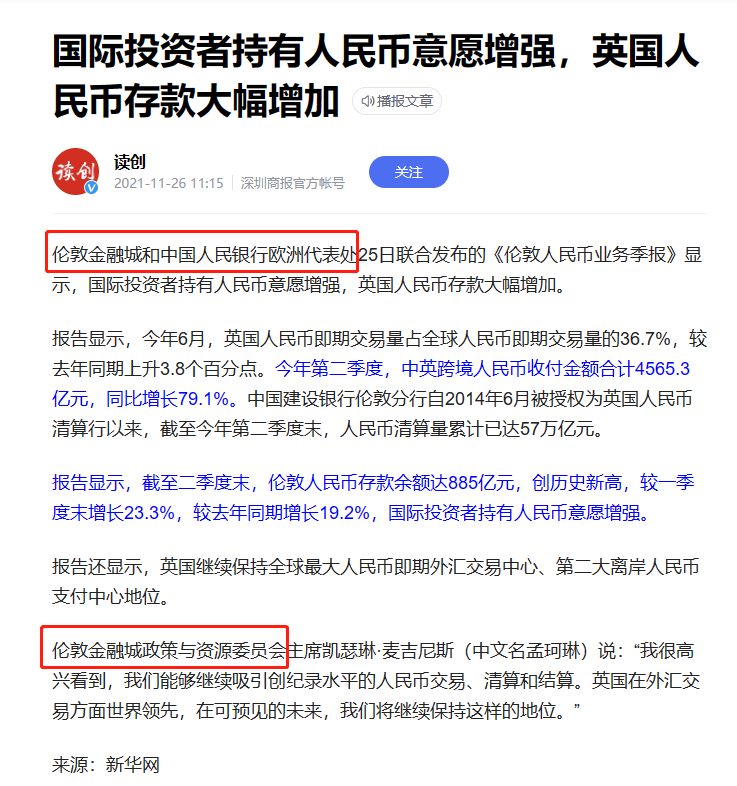 国际投资者持有人民币意愿增强，英国人
民币存款大幅增加
播报文章
读创
读创
2021-11-26 11:15
深圳商报官方帐号
关注
伦敦金融城和中国人民银行欧洲代表处25日联合发布的《伦敦人民币业务季报》显
示，国际投资者持有人民币意愿增强，英国人民币存款大幅增加。
报告显示，今年6月，英国人民币即期交易量占全球人民币即期交易量的36.7%，较
去年同期上升3.8个百分点。今年第二季度，中英跨境人民币收付金额合计4565.3
亿元，同比增长79.1%。中国建设银行伦敦分行自2014年6月被授权为英国人民币
清算行以来，截至今年第二季度末，人民币清算量累计已达57万亿元。
报告显示，截至二季度末，伦敦人民币存款余额达885亿元，创历史新高，较一季
度末增长23.3%，较去年同期增长19.2%，国际投资者持有人民币意愿增强。
报告还显示，英国继续保持全球最大人民币即期外汇交易中心、第二大离岸人民币
支付中心地位。
伦敦金融城政策与资源委员会主席凯瑟琳·麦吉尼斯（中文名孟珂琳）说：“我很高
兴看到，我们能够继续吸引创纪录水平的人民币交易、清算和结算。英国在外汇交
易方面世界领先，在可预见的未来，我们将继续保持这样的地位。”
来源：新华网